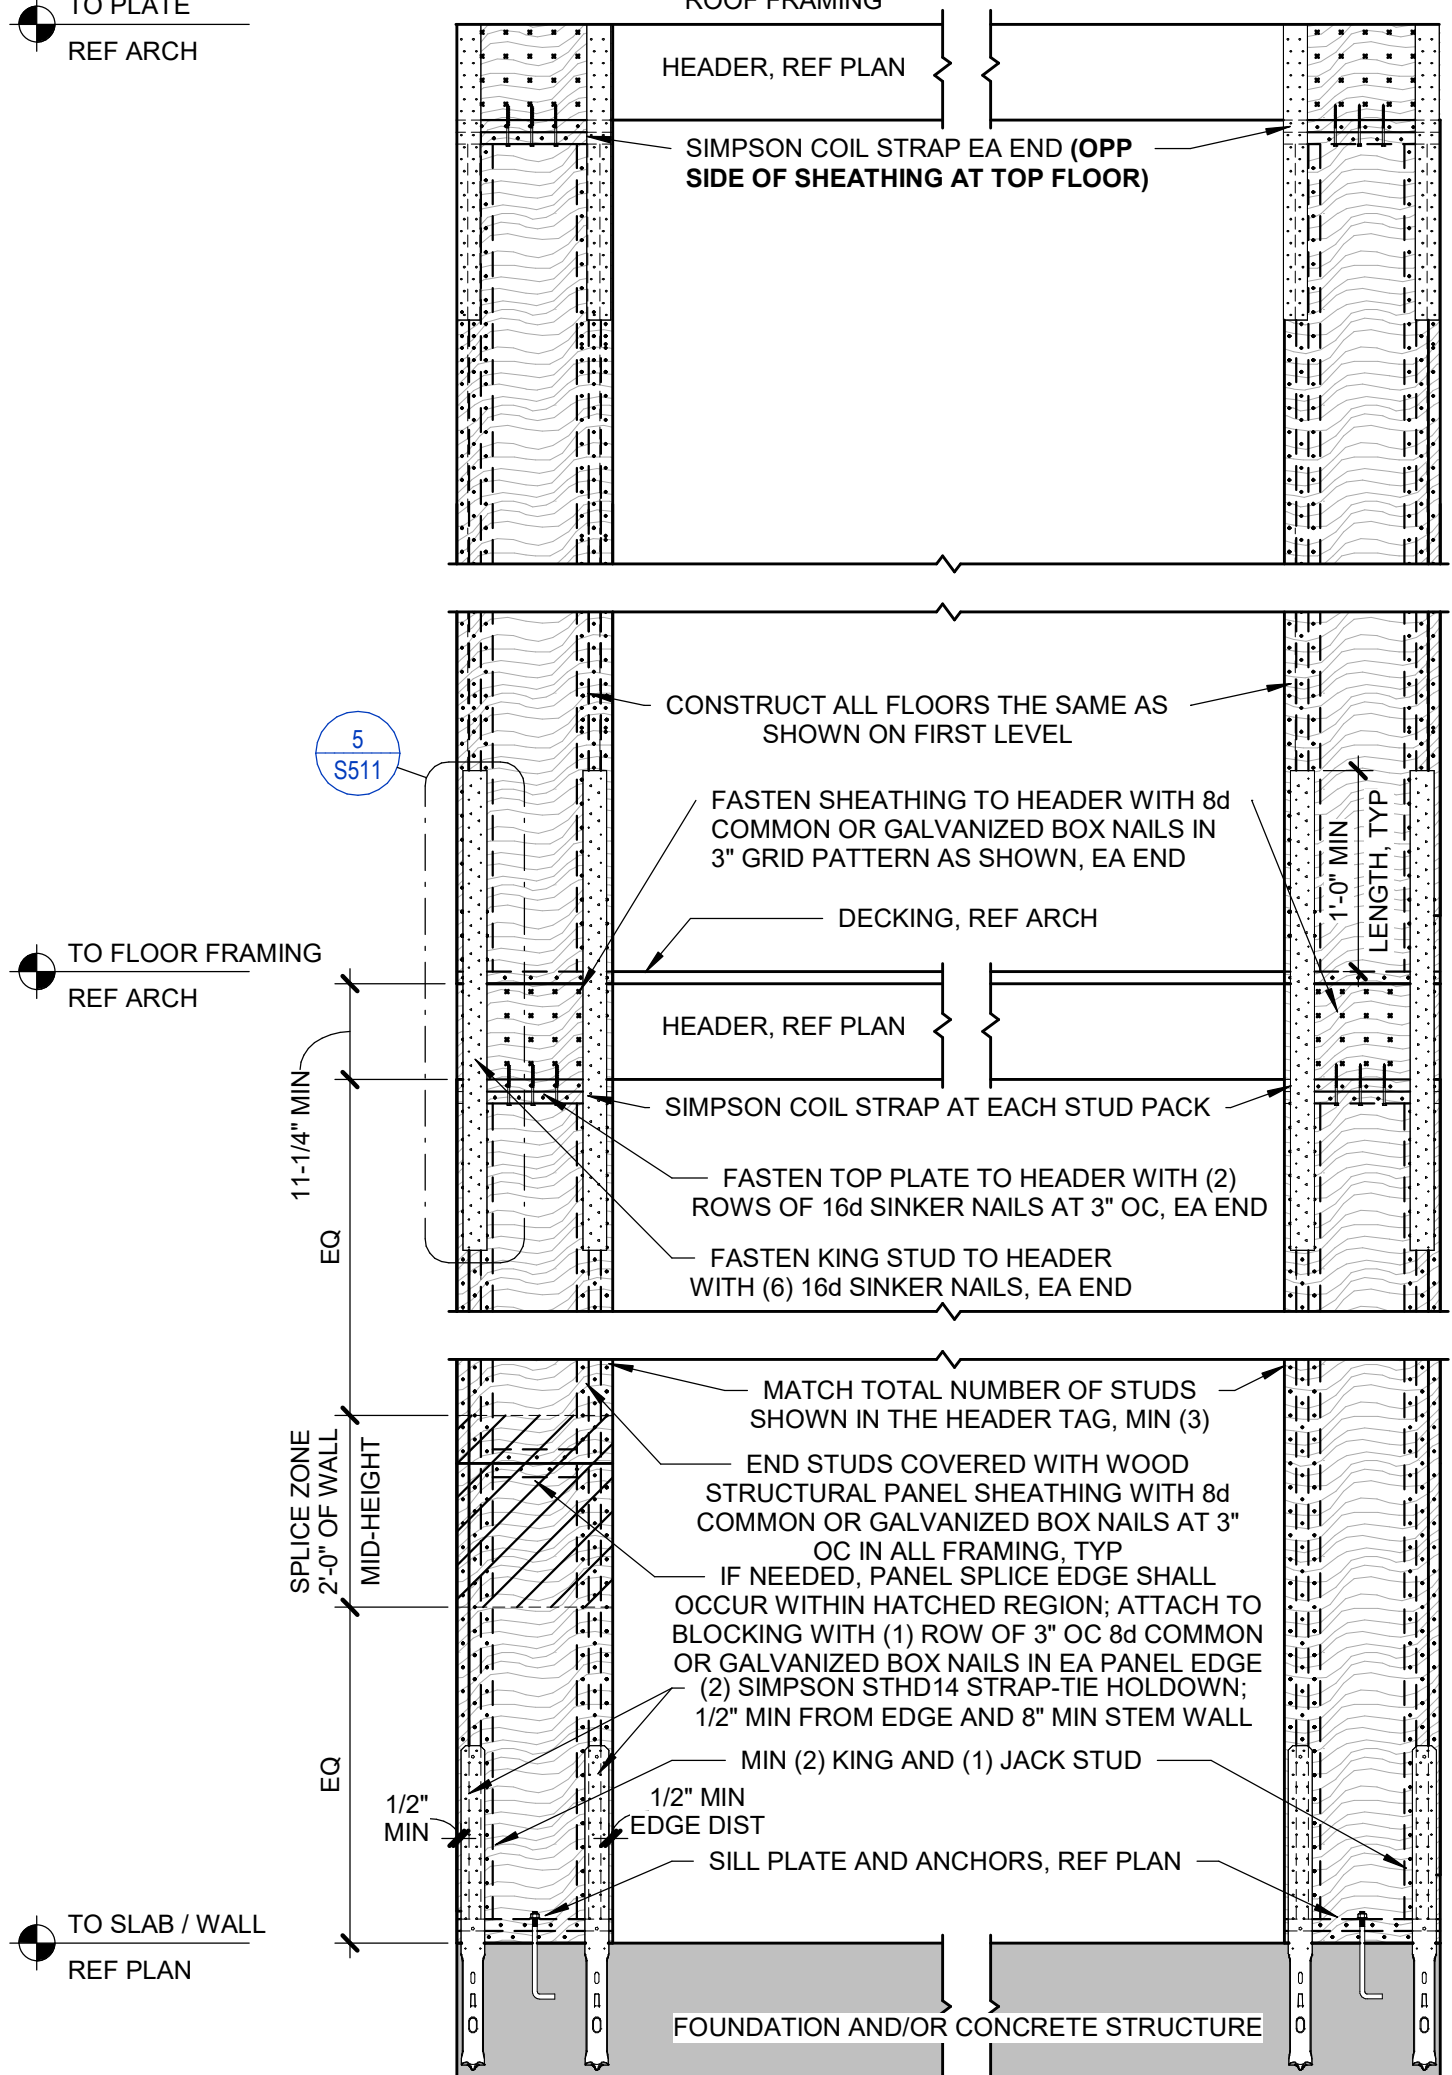 TO PLATE
REF ARCH
ROOF FRAMING
HEADER, REF PLAN
SIMPSON COIL STRAP EA END (OPP
SIDE OF SHEATHING AT TOP FLOOR)
CONSTRUCT ALL FLOORS THE SAME AS
SHOWN ON FIRST LEVEL
5
S511
FASTEN SHEATHING TO HEADER WITH 8d
COMMON OR GALVANIZED BOX NAILS IN
3" GRID PATTERN AS SHOWN, EA END
1'-0" MIN
LENGTH, TYP
DECKING, REF ARCH
TO FLOOR FRAMING
REF ARCH
HEADER, REF PLAN
11-1/4" MIN
SIMPSON COIL STRAP AT EACH STUD PACK
FASTEN TOP PLATE TO HEADER WITH (2)
ROWS OF 16d SINKER NAILS AT 3" OC, EA END
EQ
FASTEN KING STUD TO HEADER
WITH (6) 16d SINKER NAILS, EA END
MATCH TOTAL NUMBER OF STUDS
SHOWN IN THE HEADER TAG, MIN (3)
SPLICE ZONE
2'-0" OF WALL
MID-HEIGHT
END STUDS COVERED WITH WOOD
STRUCTURAL PANEL SHEATHING WITH 8d
COMMON OR GALVANIZED BOX NAILS AT 3"
OC IN ALL FRAMING, TYP
IF NEEDED, PANEL SPLICE EDGE SHALL
OCCUR WITHIN HATCHED REGION; ATTACH TO
BLOCKING WITH (1) ROW OF 3" OC 8d COMMON
OR GALVANIZED BOX NAILS IN EA PANEL EDGE
(2) SIMPSON STHD14 STRAP-TIE HOLDOWN;
1/2" MIN FROM EDGE AND 8" MIN STEM WALL
EQ
MIN (2) KING AND (1) JACK STUD
1/2"
MIN
1/2" MIN
EDGE DIST
SILL PLATE AND ANCHORS, REF PLAN
TO SLAB / WALL
REF PLAN
FOUNDATION AND/OR CONCRETE STRUCTURE